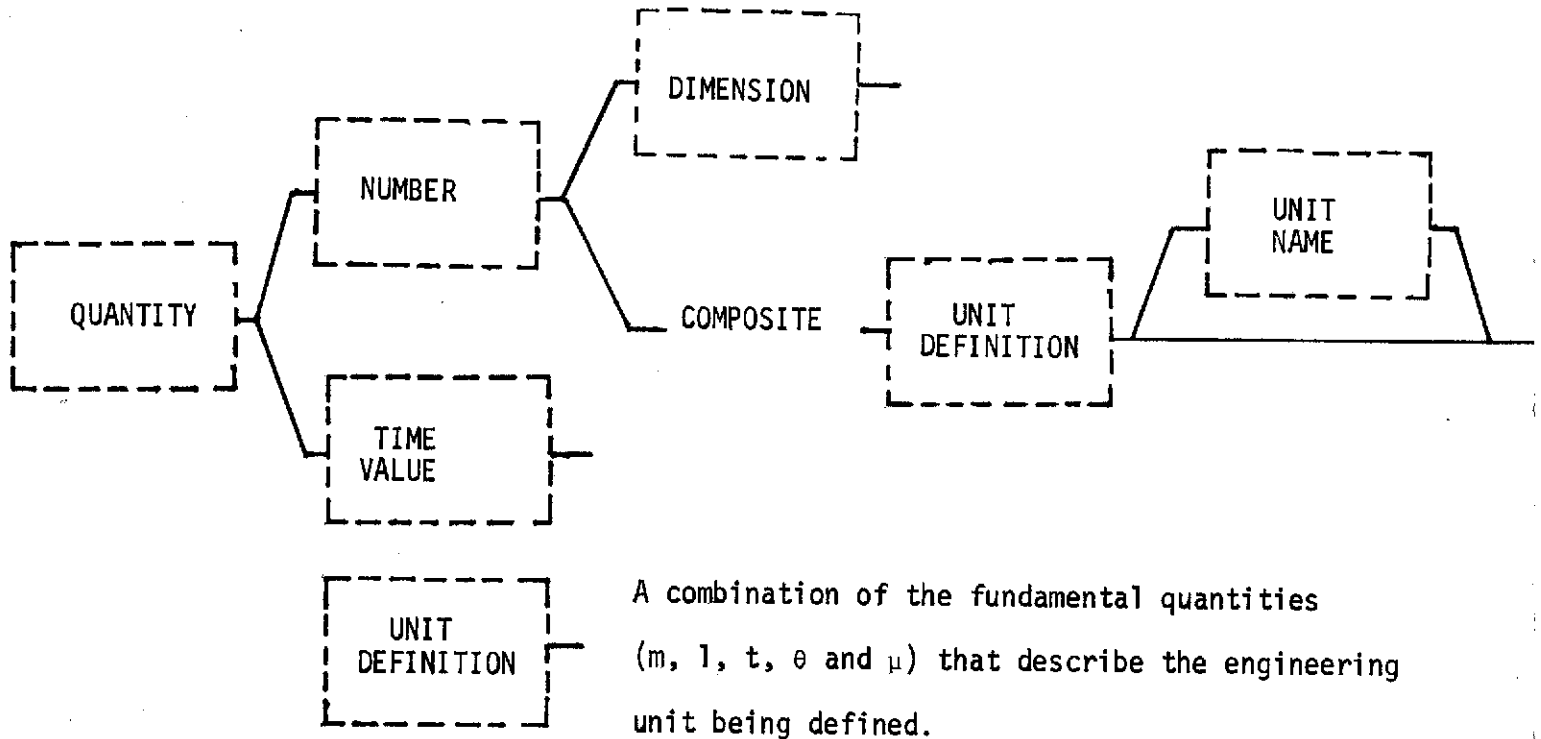 DIMENSION
NUMBER
UNIT
NAME
QUANTITY
COMPOSITE
UNIT
DEFINITION
TIME
VALUE
UNIT
DEFINITION
A combination of the fundamental quantities
(m, l, t, θ and μ) that describe the engineering
unit being defined.